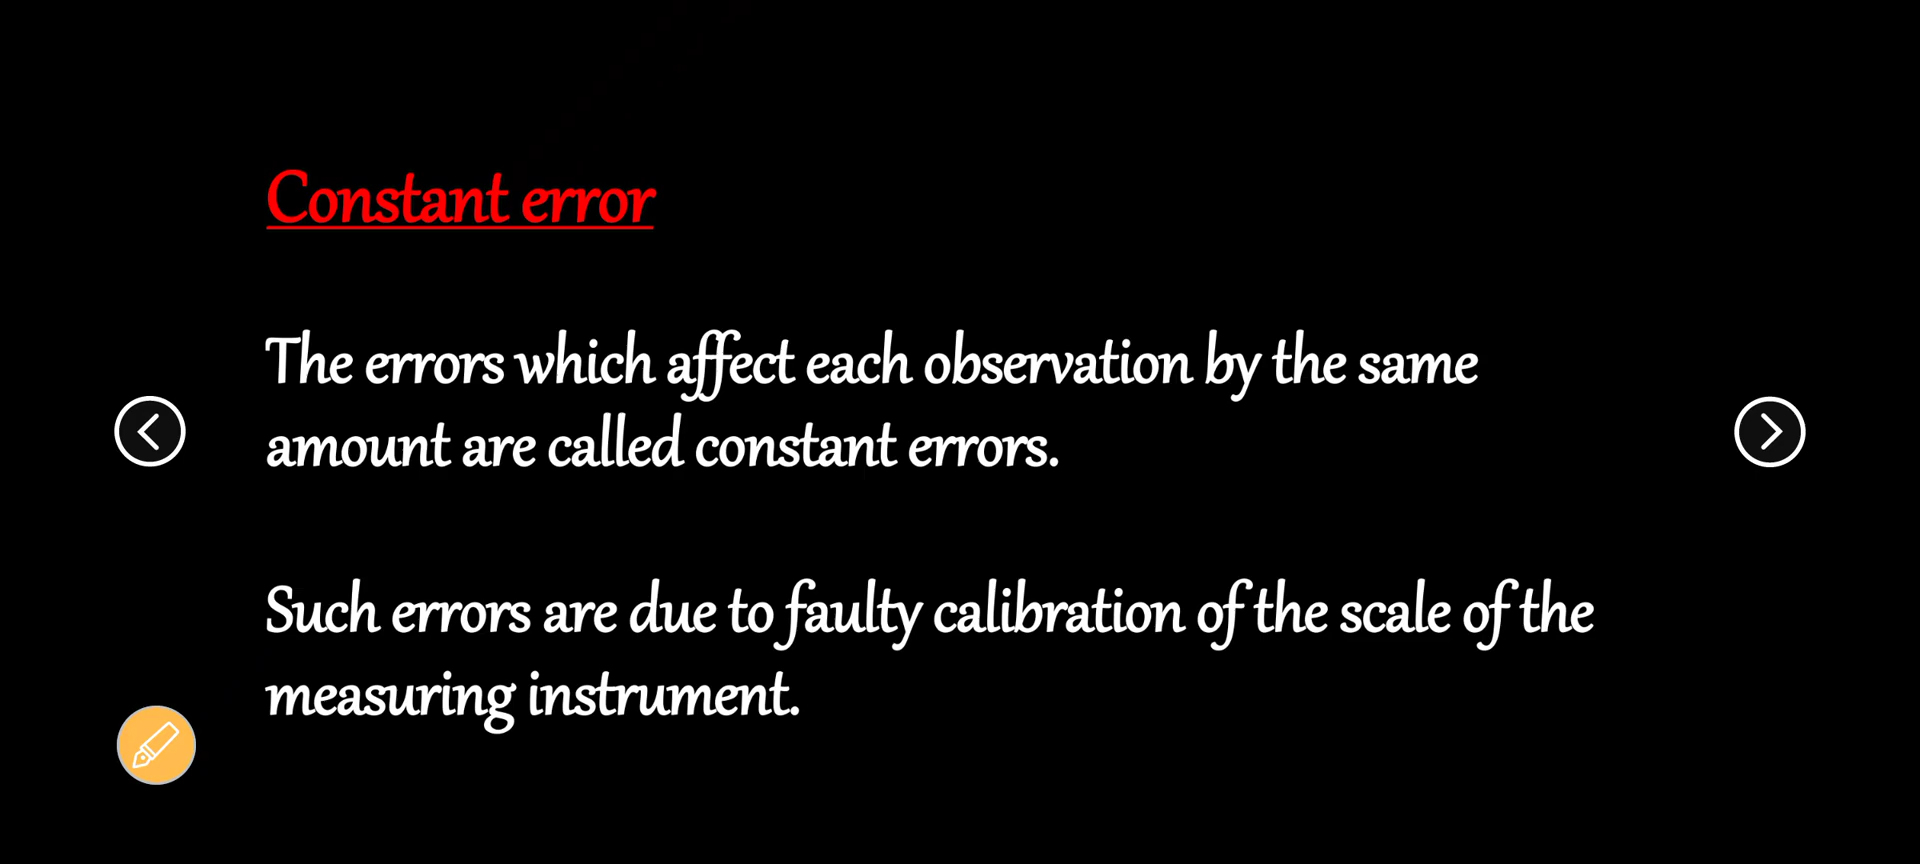 Constant error
The errors which affect each observation by the same
amount are called constant errors.
Such errors are due to faulty calibration of the scale of the
measuring instrument.